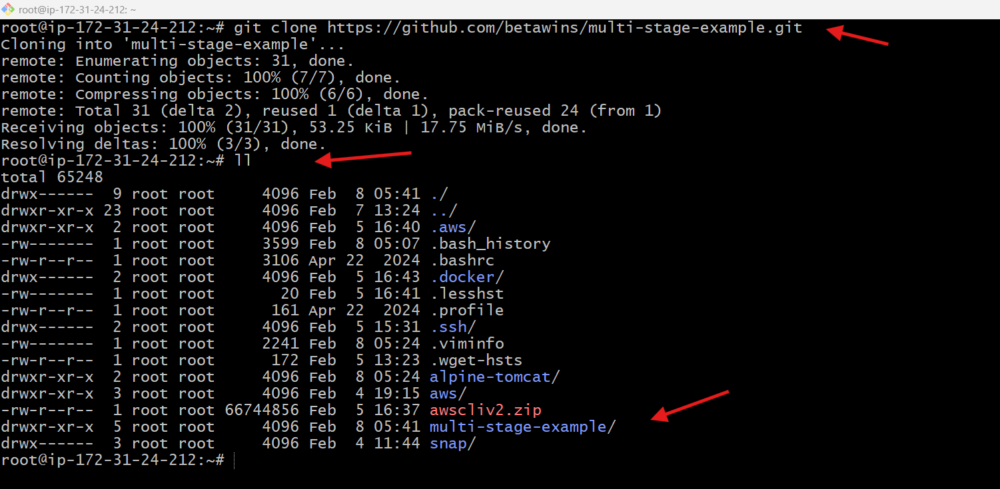 root@ip-172-31-24-212: ~
root@ip-172-31-24-212:~# git clone https://github.com/betawins/multi-stage-example.git
Cloning into 'multi-stage-example'...
remote: Enumerating objects: 31, done.
remote: Counting objects: 100% (7/7), done.
remote: Compressing objects: 100% (6/6), done.
remote: Total 31 (delta 2), reused 1 (delta 1), pack-reused 24 (from 1)
Receiving objects: 100% (31/31), 53.25 KiB | 17.75 MiB/s, done.
Resolving deltas: 100% (3/3), done.
root@ip-172-31-24-212:~# ll
total 65248
drwx------  9 root root     4096 Feb  8 05:41 ./
drwxr-xr-x 23 root root     4096 Feb  7 13:24 ../
drwxr-xr-x  2 root root     4096 Feb  5 16:40 .aws/
-rw-------  1 root root     3599 Feb  8 05:07 .bash_history
-rw-r--r--  1 root root     3106 Apr 22  2024 .bashrc
drwx------  2 root root     4096 Feb  5 16:43 .docker/
-rw-------  1 root root       20 Feb  5 16:41 .lesshst
-rw-r--r--  1 root root      161 Apr 22  2024 .profile
drwx------  2 root root     4096 Feb  5 15:31 .ssh/
-rw-------  1 root root     2241 Feb  8 05:24 .viminfo
-rw-r--r--  1 root root      172 Feb  5 13:23 .wget-hsts
drwxr-xr-x  2 root root     4096 Feb  8 05:24 alpine-tomcat/
drwxr-xr-x  3 root root     4096 Feb  4 19:15 aws/
-rw-r--r--  1 root root 66744856 Feb  5 16:37 awscliv2.zip
drwxr-xr-x  5 root root     4096 Feb  8 05:41 multi-stage-example/
drwx------  3 root root     4096 Feb  4 11:44 snap/
root@ip-172-31-24-212:~#